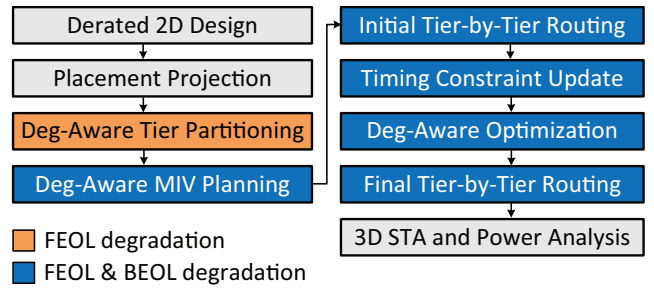 Derated 2D Design
Placement Projection
Deg-Aware Tier Partitioning
Deg-Aware MIV Planning
FEOL degradation
FEOL & BEOL degradation
Initial Tier-by-Tier Routing
Timing Constraint Update
Deg-Aware Optimization
Final Tier-by-Tier Routing
3D STA and Power Analysis